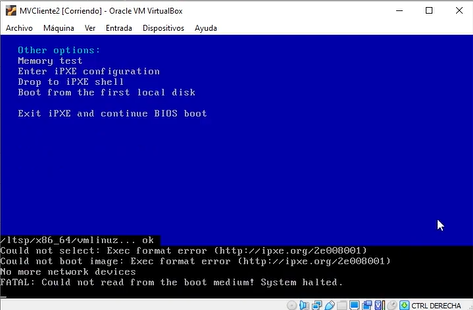 MVCliente2 [Corriendo] - Oracle VM VirtualBox
Archivo Máquina Ver Entrada Dispositivos Ayuda
Other options:
Memory test
Enter iPXE configuration
Drop to iPXE shell
Boot from the first local disk
Exit iPXE and continue BIOS boot
/ltsp/x86_64/vmlinuz... ok
Could not select: Exec format error (http://ipxe.org/2e008001)
Could not boot image: Exec format error (http://ipxe.org/2e008001)
No more network devices
FATAL: Could not read from the boot medium! System halted.
CTRL DERECHA